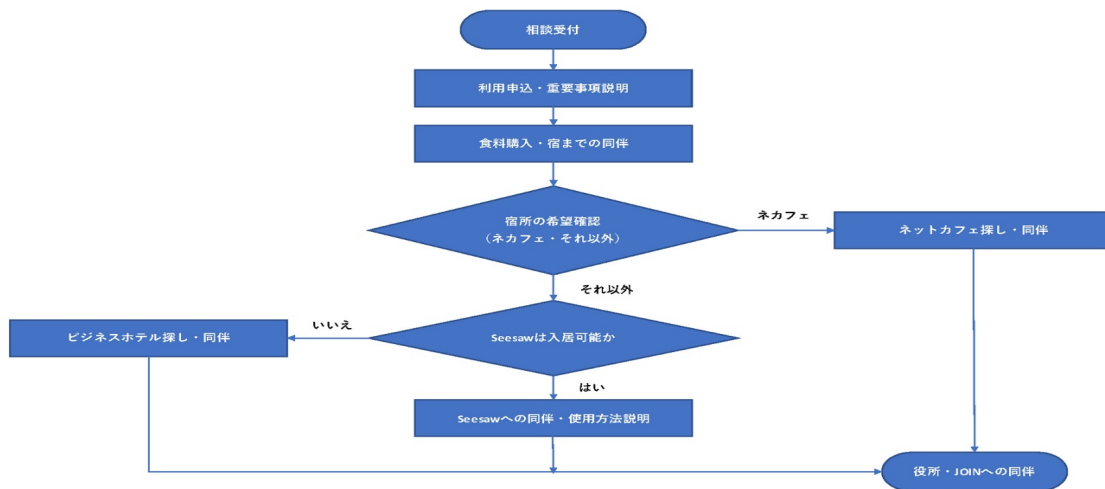 相談受付
利用申込・重要事項説明
食料購入・宿までの同伴
宿所の希望確認
（ネカフェ・それ以外）
ネカフェ
ネットカフェ探し・同伴
それ以外
Seesawは入居可能か
いいえ
ビジネスホテル探し・同伴
はい
Seesawへの同伴・使用方法説明
役所・JOINへの同伴